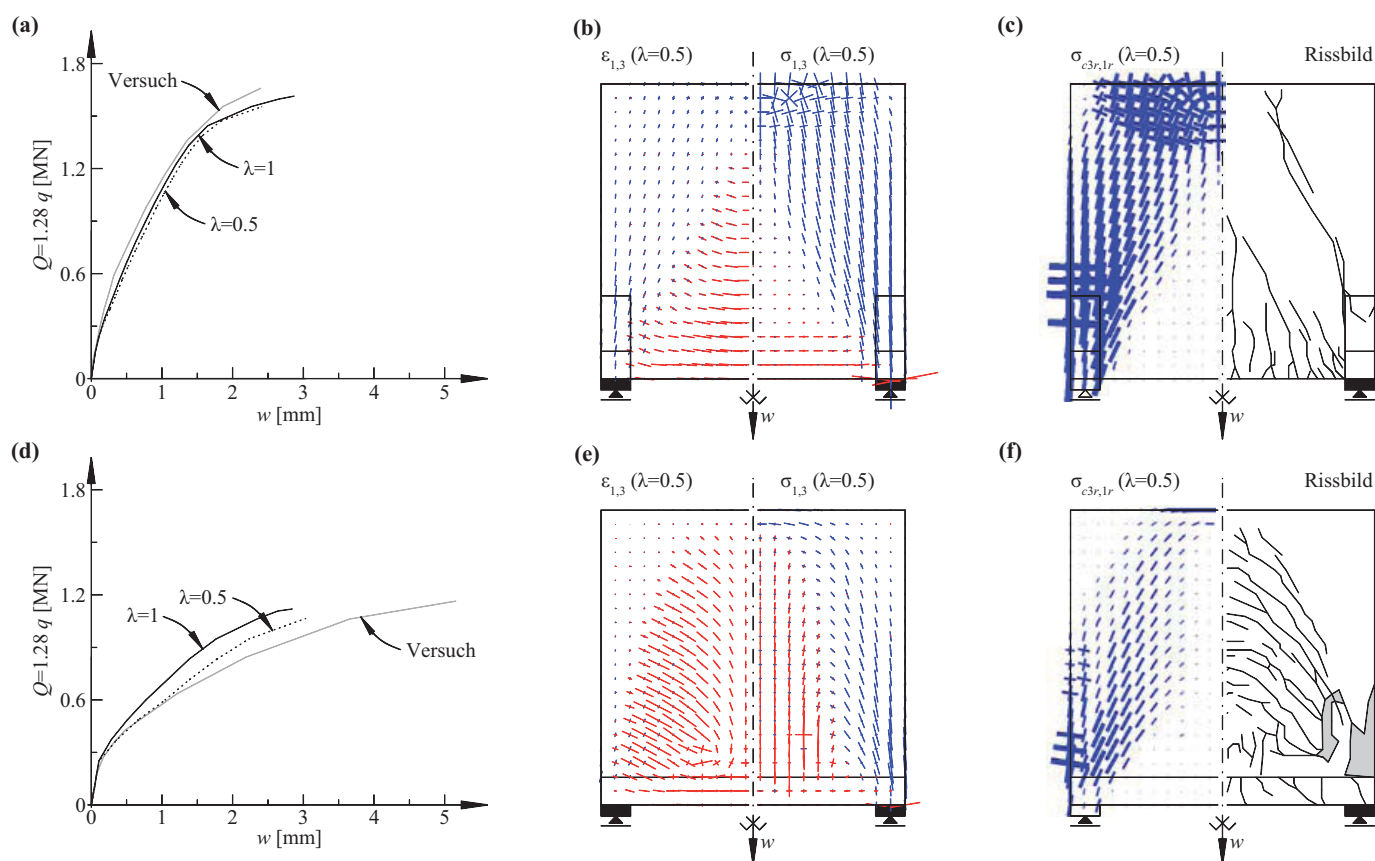 (a)
1.8
1.2
0.6
0
Q=1.28 q [MN]
Versuch
λ=1
λ=0.5
0 1 2 3 4 5
w [mm]
(b)
ε1,3 (λ=0.5)
σ1,3 (λ=0.5)
w
(c)
σc3r,1r (λ=0.5)
Rissbild
w
(d)
1.8
1.2
0.6
0
Q=1.28 q [MN]
λ=1
λ=0.5
Versuch
0 1 2 3 4 5
w [mm]
(e)
ε1,3 (λ=0.5)
σ1,3 (λ=0.5)
w
(f)
σc3r,1r (λ=0.5)
Rissbild
w